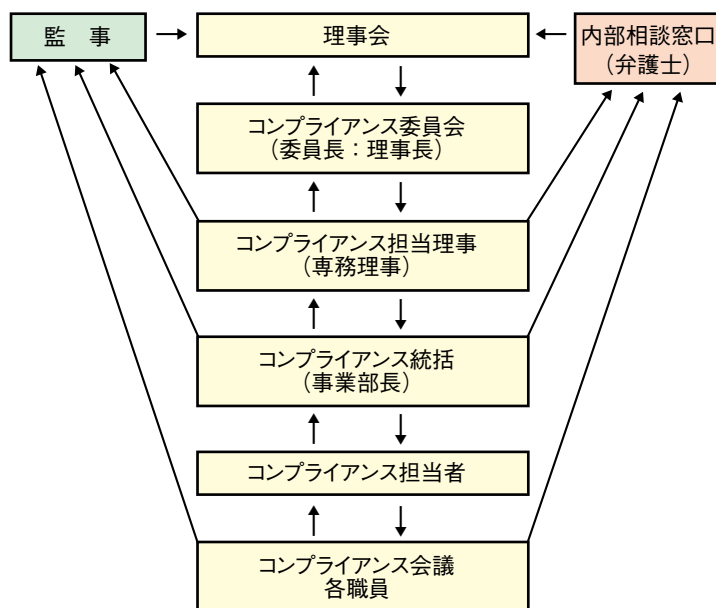 監　事
理事会
内部相談窓口
（弁護士）
コンプライアンス委員会
（委員長：理事長）
コンプライアンス担当理事
（専務理事）
コンプライアンス統括
（事業部長）
コンプライアンス担当者
コンプライアンス会議
各職員